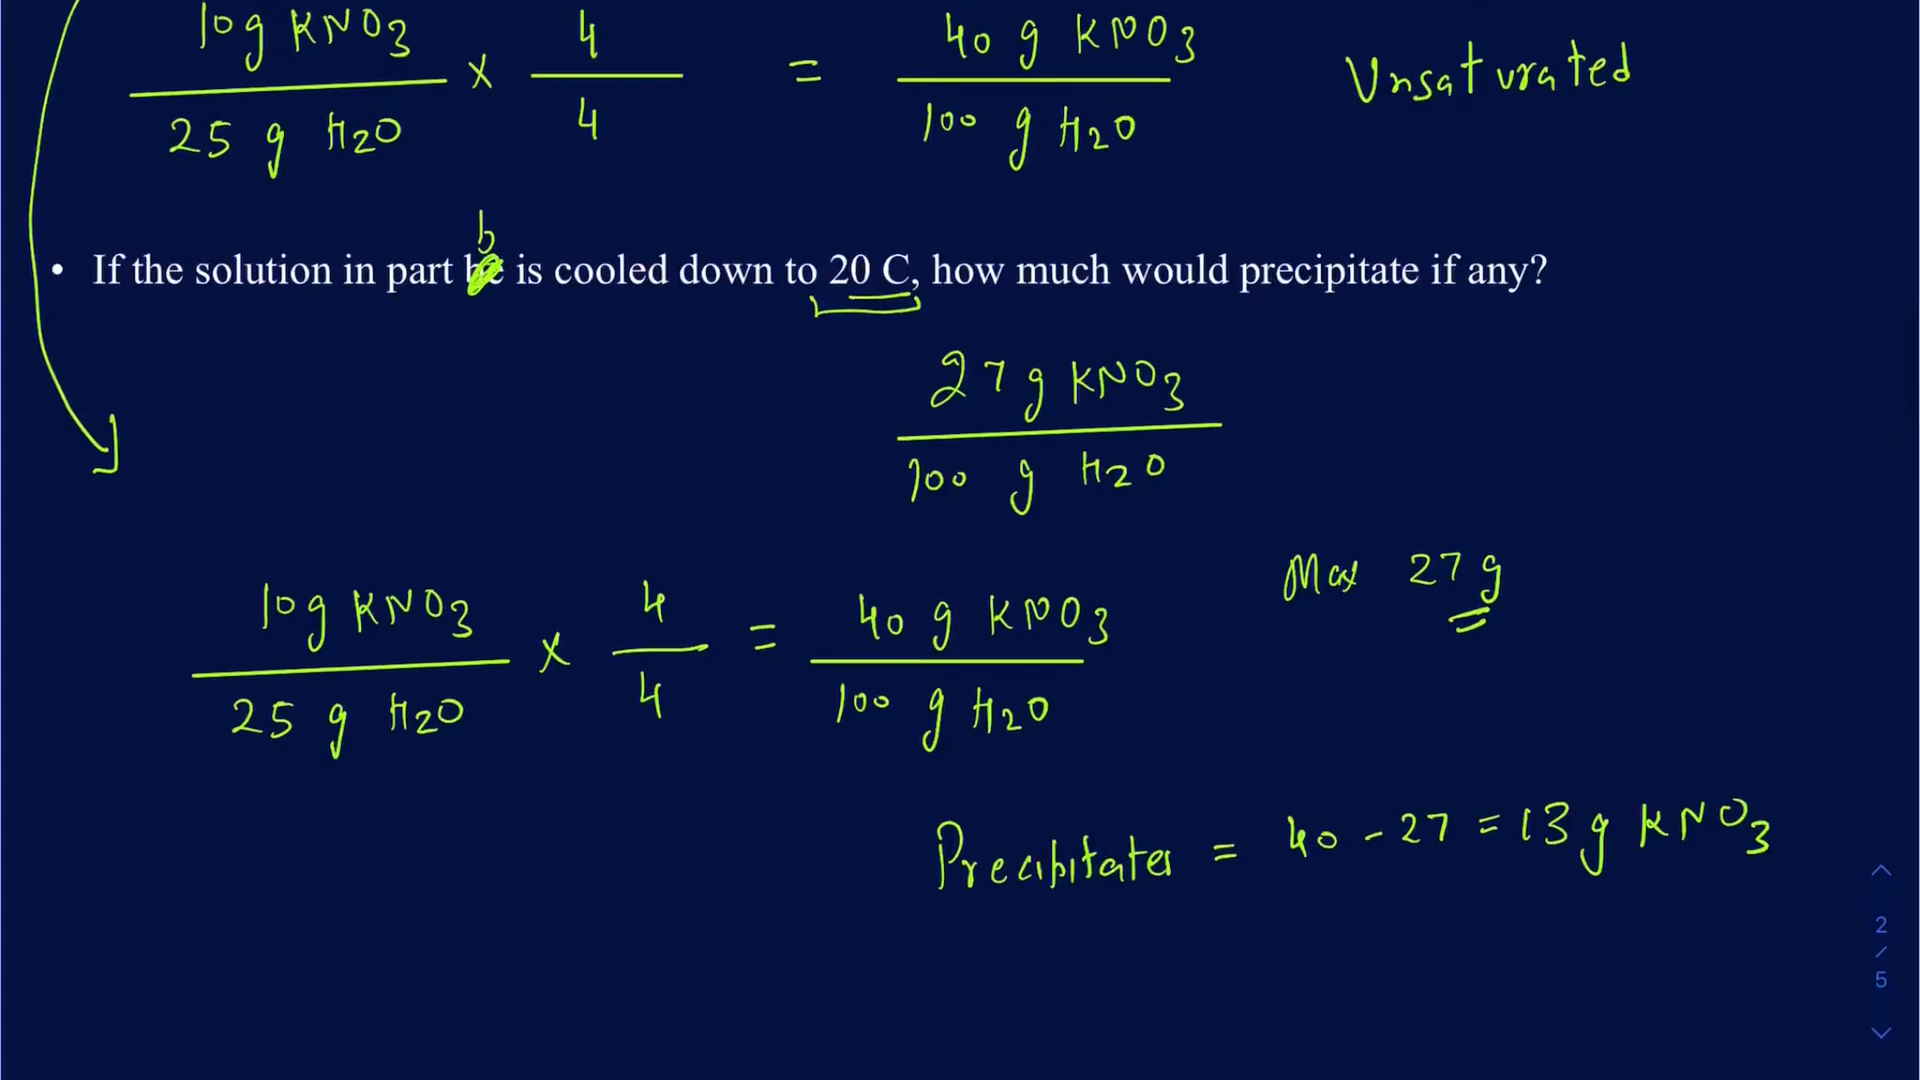 10 g KNO3 / 25 g H2O × 4 / 4 = 40 g KNO3 / 100 g H2O Unsaturated
b
• If the solution in part is cooled down to 20 C, how much would precipitate if any?
27 g KNO3
100 g H2O
Max 27 g
10 g KNO3 / 25 g H2O × 4 / 4 = 40 g KNO3 / 100 g H2O
Precipitates = 40 - 27 = 13 g KNO3
2
/
5